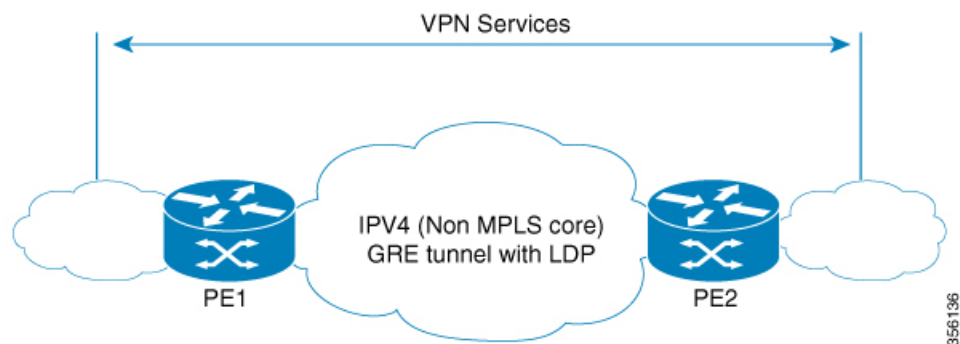 VPN Services
IPV4 (Non MPLS core)
GRE tunnel with LDP
PE1
PE2
356136